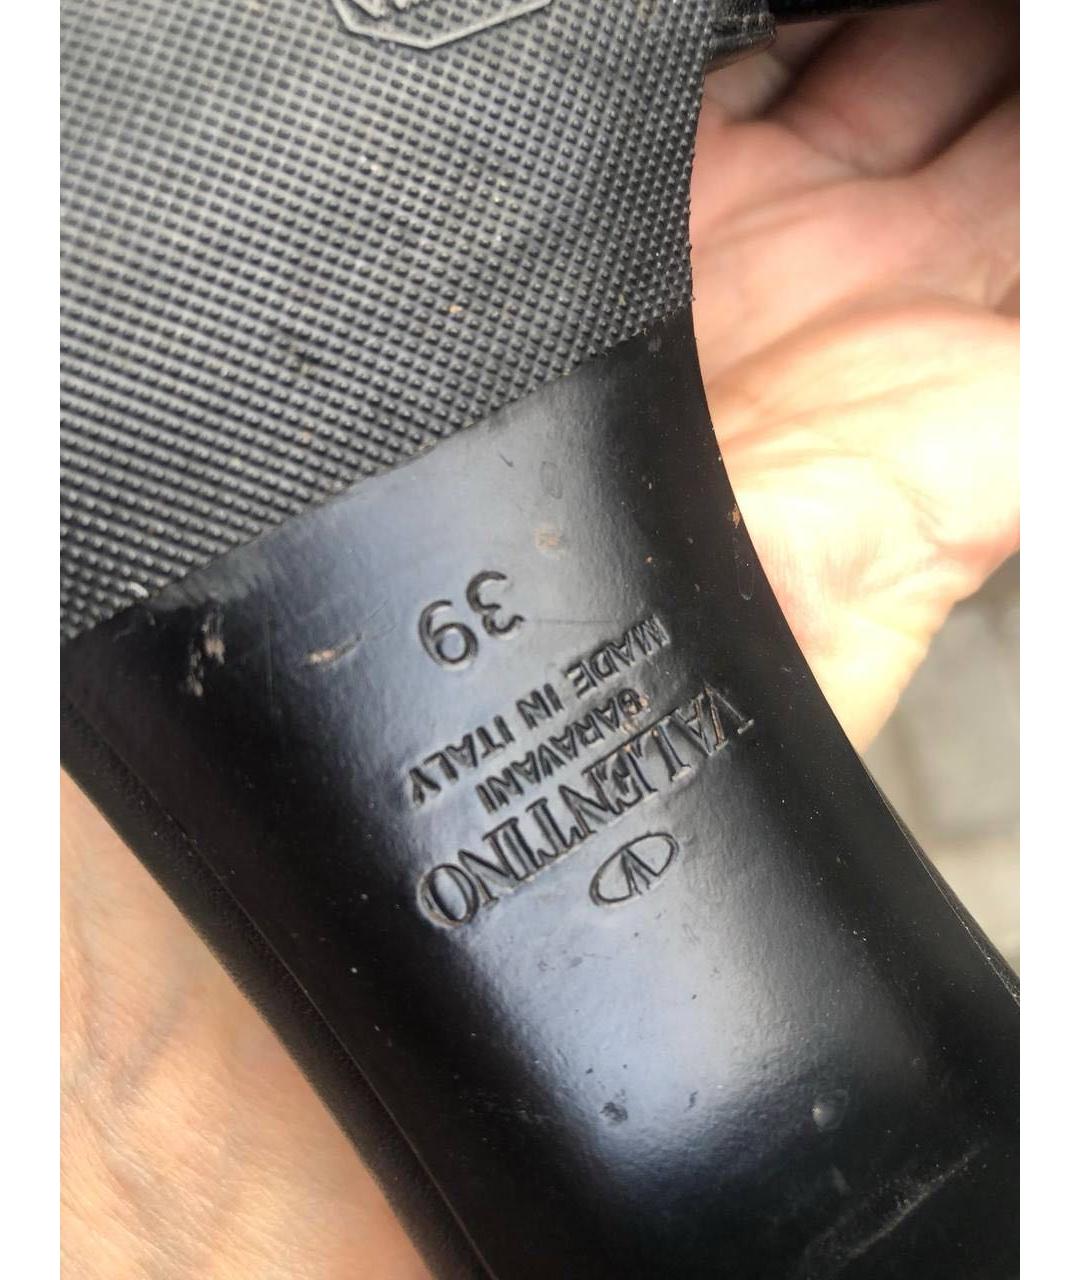 V
VALENTINO
GARAVANI
MADE IN ITALY
39